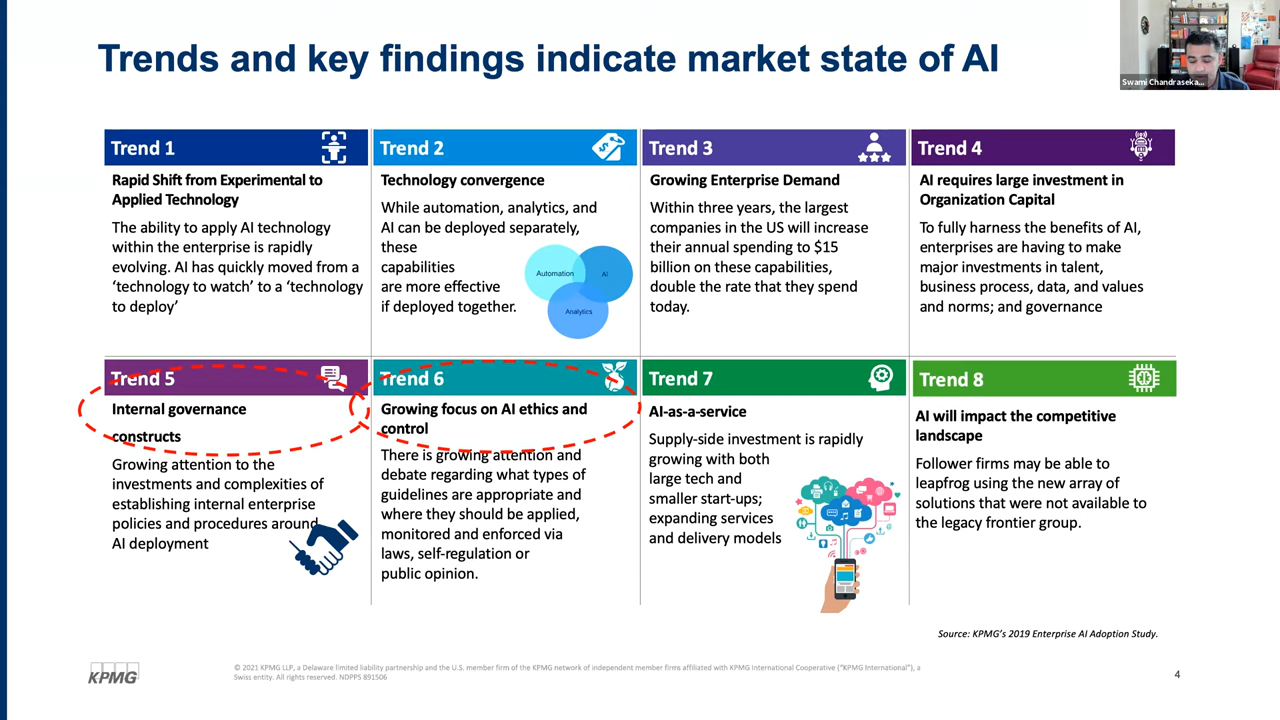 Trends and key findings indicate market state of AI
Swami Chandraseka...
Trend 1
Rapid Shift from Experimental to
Applied Technology
The ability to apply AI technology
within the enterprise is rapidly
evolving. AI has quickly moved from a
‘technology to watch’ to a ‘technology
to deploy’
Trend 2
$
Technology convergence
While automation, analytics, and
AI can be deployed separately,
these
capabilities
are more effective
if deployed together.
Automation
AI
Analytics
Trend 3
Growing Enterprise Demand
Within three years, the largest
companies in the US will increase
their annual spending to $15
billion on these capabilities,
double the rate that they spend
today.
Trend 4
AI requires large investment in
Organization Capital
To fully harness the benefits of AI,
enterprises are having to make
major investments in talent,
business process, data, and values
and norms; and governance
Trend 5
Internal governance
constructs
Growing attention to the
investments and complexities of
establishing internal enterprise
policies and procedures around
AI deployment
Trend 6
Growing focus on AI ethics and
control
There is growing attention and
debate regarding what types of
guidelines are appropriate and
where they should be applied,
monitored and enforced via
laws, self-regulation or
public opinion.
Trend 7
AI-as-a-service
Supply-side investment is rapidly
growing with both
large tech and
smaller start-ups;
expanding services
and delivery models
Trend 8
AI will impact the competitive
landscape
Follower firms may be able to
leapfrog using the new array of
solutions that were not available to
the legacy frontier group.
Source: KPMG’s 2019 Enterprise AI Adoption Study.
KPMG
© 2021 KPMG LLP, a Delaware limited liability partnership and the U.S. member firm of the KPMG network of independent member firms affiliated with KPMG International Cooperative (“KPMG International”), a
Swiss entity. All rights reserved. NDPPS 891506
4